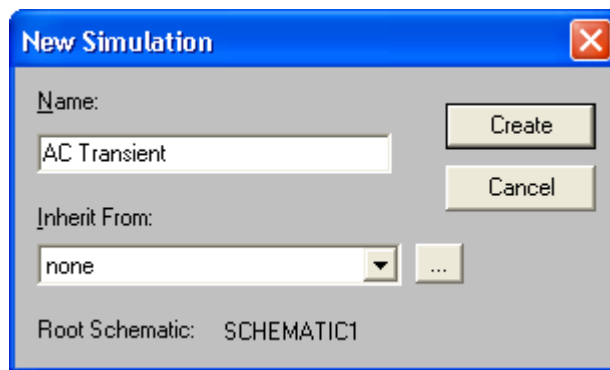 New Simulation
Name:
AC Transient
Create
Cancel
Inherit From:
none
...
Root Schematic: SCHEMATIC1